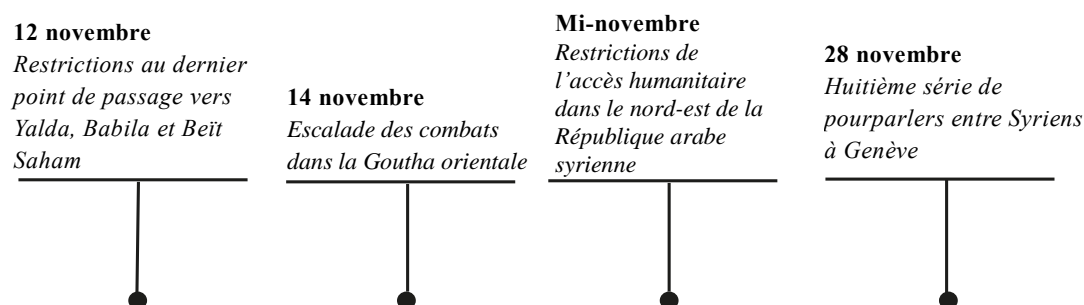 12 novembre
Restrictions au dernier
point de passage vers
Yalda, Babila et Beït
Saham
14 novembre
Escalade des combats
dans la Goutha orientale
Mi-novembre
Restrictions de
l’accès humanitaire
dans le nord-est de la
République arabe
syrienne
28 novembre
Huitième série de
pourparlers entre Syriens
à Genève